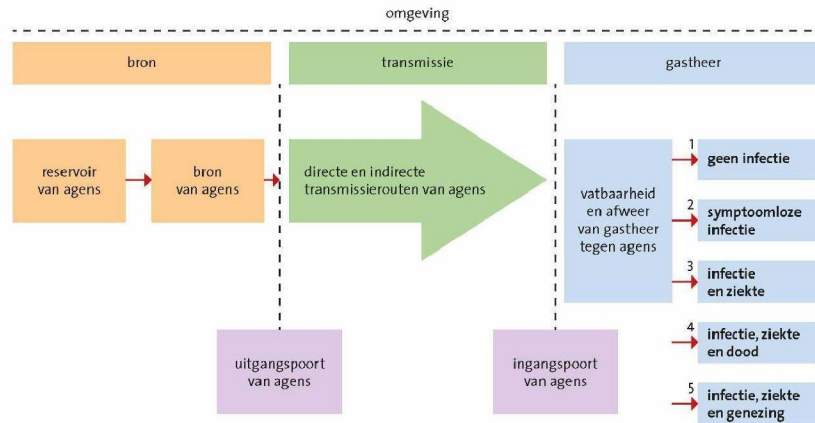 omgeving
bron
transmissie
gastheer
reservoir
van agens
bron
van agens
directe en indirecte
transmissierouten van agens
vatbaarheid
en afweer
van gastheer
tegen agens
1
geen infectie
2
symptoomloze
infectie
3
infectie
en ziekte
4
infectie, ziekte
en dood
5
infectie, ziekte
en genezing
uitgangspoort
van agens
ingangspoort
van agens